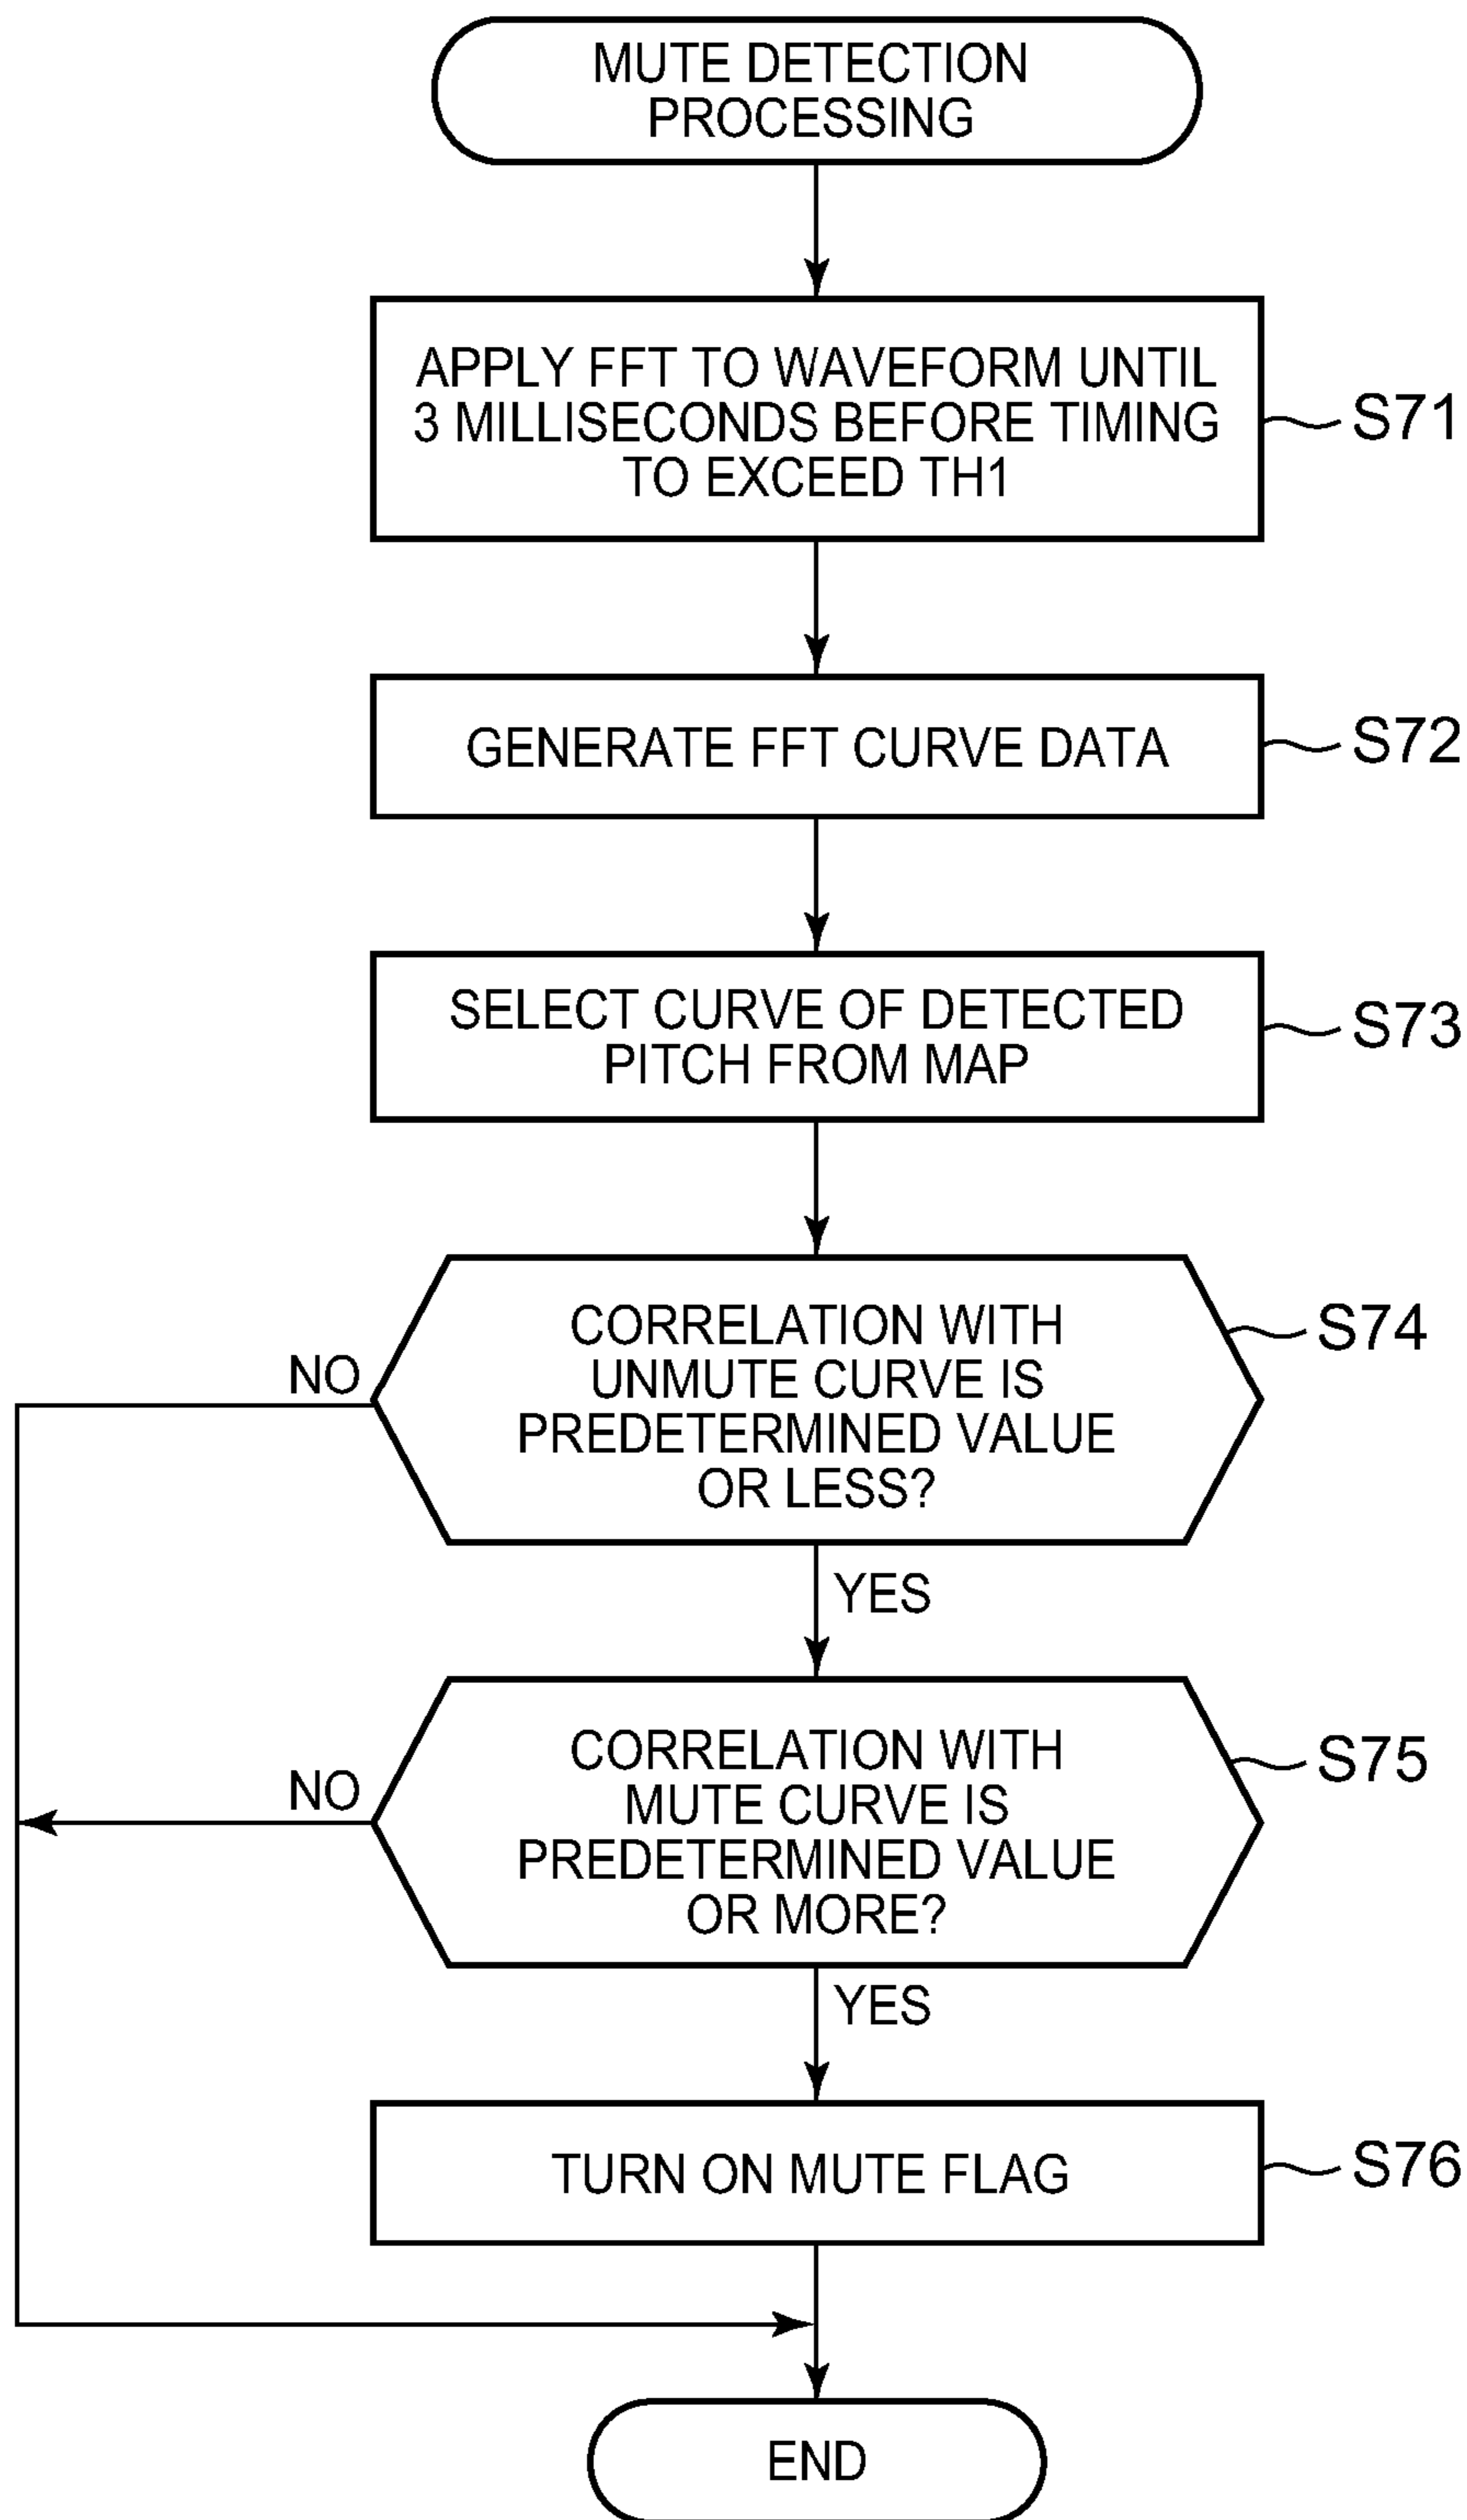 MUTE DETECTION
PROCESSING
APPLY FFT TO WAVEFORM UNTIL
3 MILLISECONDS BEFORE TIMING
TO EXCEED TH1
S71
GENERATE FFT CURVE DATA
S72
SELECT CURVE OF DETECTED
PITCH FROM MAP
S73
CORRELATION WITH
UNMUTE CURVE IS
PREDETERMINED VALUE
OR LESS?
S74
NO
YES
CORRELATION WITH
MUTE CURVE IS
PREDETERMINED VALUE
OR MORE?
S75
NO
YES
TURN ON MUTE FLAG
S76
END